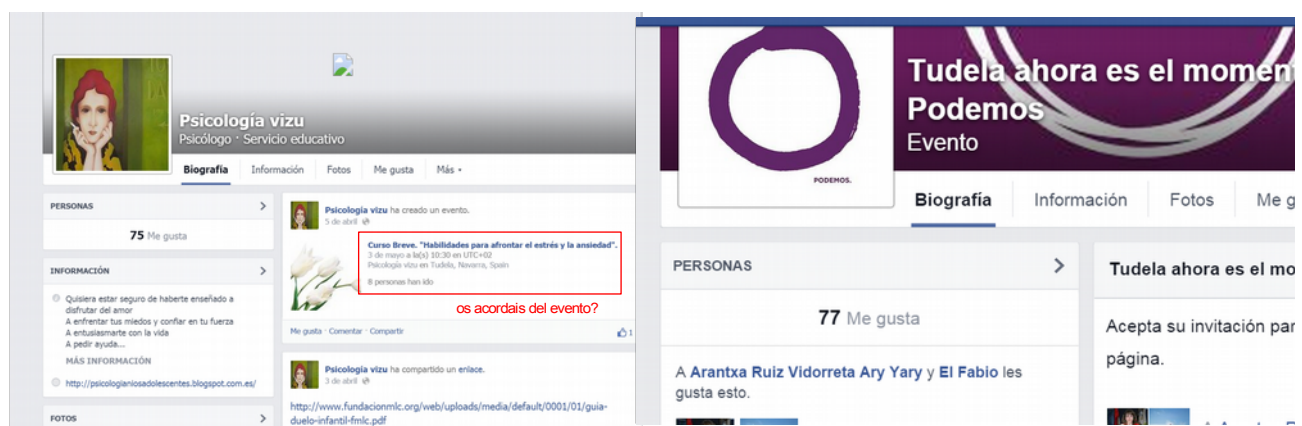 Psicología vizu
Psicólogo · Servicio educativo
Biografía Información Fotos Me gusta Más
PERSONAS
75 Me gusta
INFORMACIÓN
Quisiera estar seguro de haberte enseñado a
disfrutar del amor
A enfrentar tus miedos y confiar en tu fuerza
A entusiasmarte con la vida
A pedir ayuda...
MÁS INFORMACIÓN
http://psicologianiosadolescentes.blogspot.com.es/
FOTOS
Psicología vizu ha creado un evento.
5 de abril
Curso Breve. "Habilidades para afrontar el estrés y la ansiedad".
3 de mayo a la(s) 10:30 en UTC+02
Psicología vizu en Tudela, Navarra, Spain
8 personas han ido
os acordais del evento?
Me gusta · Comentar · Compartir
1
Psicología vizu ha compartido un enlace.
3 de abril
http://www.fundacionmlc.org/web/uploads/media/default/0001/01/guia-
duelo-infantil-fmlc.pdf
PODEMOS.
Tudela ahora es el momen
Podemos
Evento
Biografía Información Fotos Me g
PERSONAS
77 Me gusta
A Arantxa Ruiz Vidorreta Ary Yary y El Fabio les
gusta esto.
Tudela ahora es el mo
Acepta su invitación par
página.